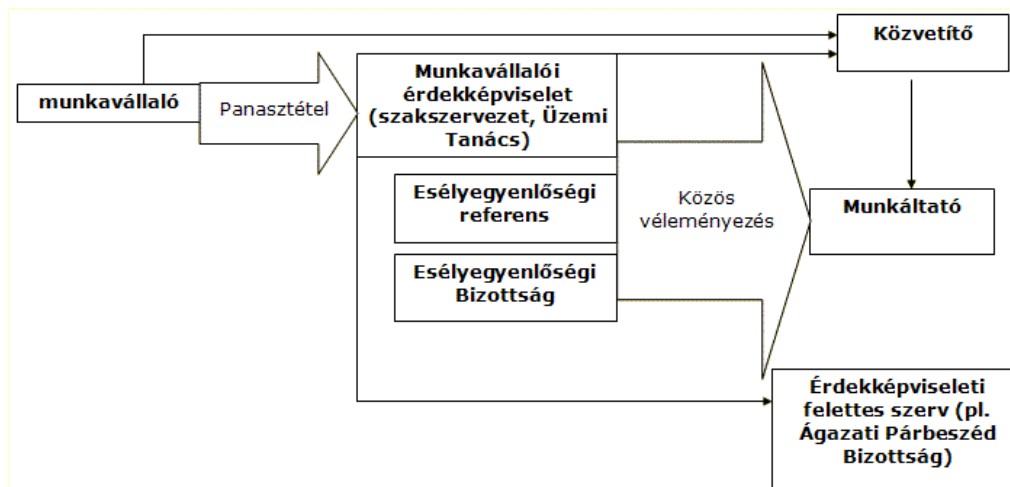 Közvetítő
munkavállaló
Panasztétel
Munkavállalói
érdekképviselet
(szakszervezet, Üzemi
Tanács)
Esélyegyenlőségi
referens
Esélyegyenlőségi
Bizottság
Közös
véleményezés
Munkáltató
Érdekképviseleti
felettes szerv (pl.
Ágazati Párbeszéd
Bizottság)